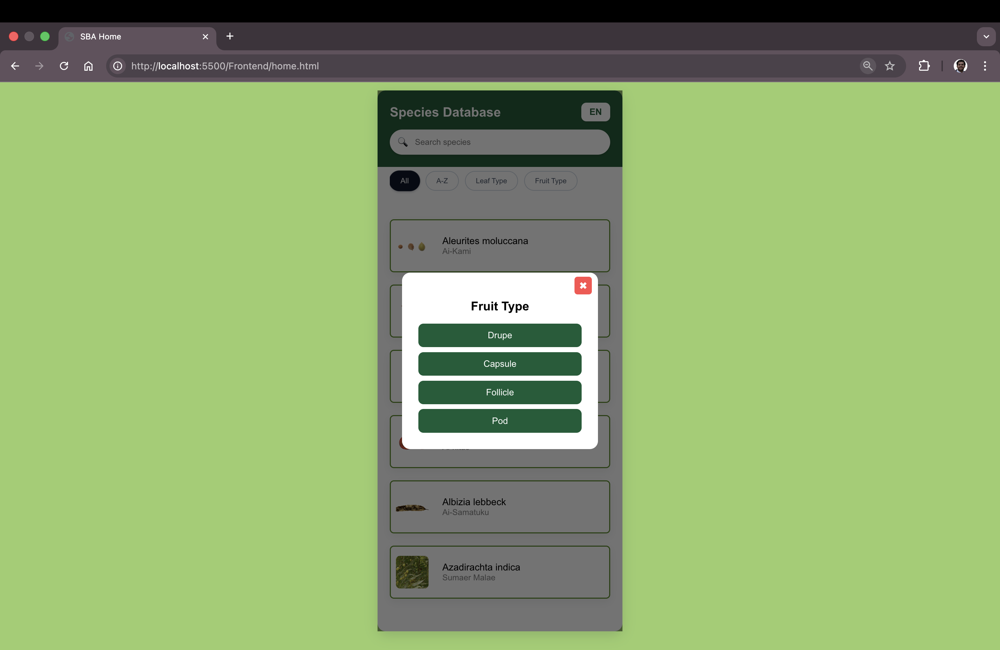 SBA Home
http://localhost:5500/Frontend/home.html
Species Database
EN
Search species
All
A-Z
Leaf Type
Fruit Type
Aleurites moluccana
Ai-Kami
Fruit Type
Drupe
Capsule
Follicle
Pod
Albizia lebbeck
Ai-Samatuku
Azadirachta indica
Sumaer Malae